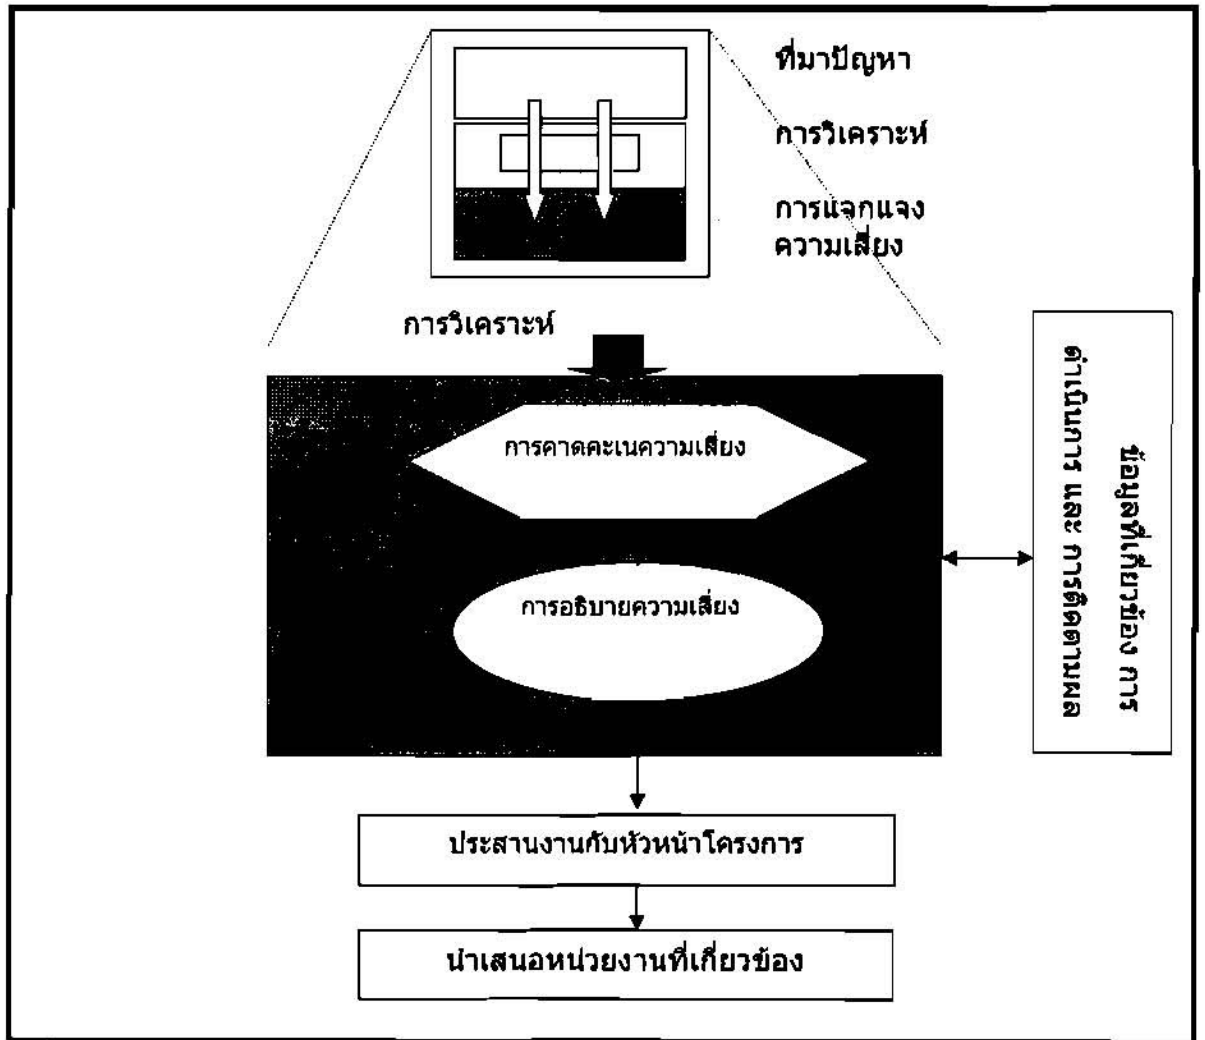 ที่มาปัญหา
การวิเคราะห์
การแจกแจง
ความเสี่ยง
การวิเคราะห์
การคาดคะเนความเสี่ยง
การอธิบายความเสี่ยง
ข้อมูลที่เกี่ยวข้อง การ
ดำเนินการ และ การติดตามผล
ประสานงานกับหัวหน้าโครงการ
นำเสนอหน่วยงานที่เกี่ยวข้อง